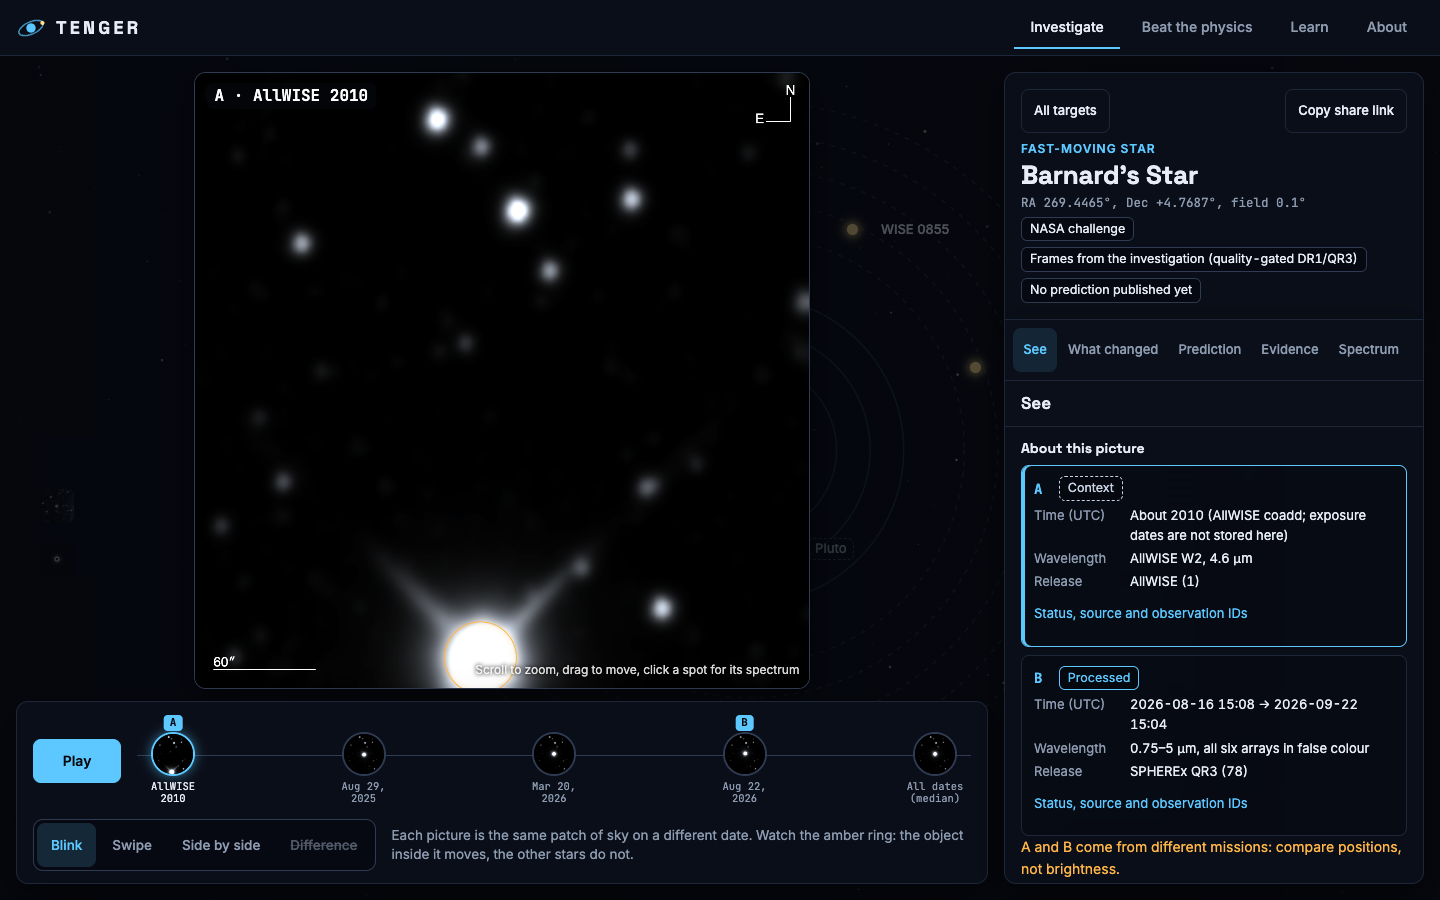 TENGER
Investigate
Beat the physics
Learn
About
A · AllWISE 2010
N
E
60″
Scroll to zoom, drag to move, click a spot for its spectrum
WISE 0855
Pluto
All targets
Copy share link
FAST-MOVING STAR
Barnard's Star
RA 269.4465°, Dec +4.7687°, field 0.1°
NASA challenge
Frames from the investigation (quality-gated DR1/QR3)
No prediction published yet
See
What changed
Prediction
Evidence
Spectrum
See
About this picture
A
Context
Time (UTC)
About 2010 (AllWISE coadd; exposure
dates are not stored here)
Wavelength
AllWISE W2, 4.6 µm
Release
AllWISE (1)
Status, source and observation IDs
B
Processed
Time (UTC)
2026-08-16 15:08 → 2026-09-22
15:04
Wavelength
0.75–5 µm, all six arrays in false colour
Release
SPHEREx QR3 (78)
Status, source and observation IDs
A and B come from different missions: compare positions,
not brightness.
Play
A
AllWISE
2010
Aug 29,
2025
Mar 20,
2026
B
Aug 22,
2026
All dates
(median)
Blink
Swipe
Side by side
Difference
Each picture is the same patch of sky on a different date. Watch the amber ring: the object
inside it moves, the other stars do not.